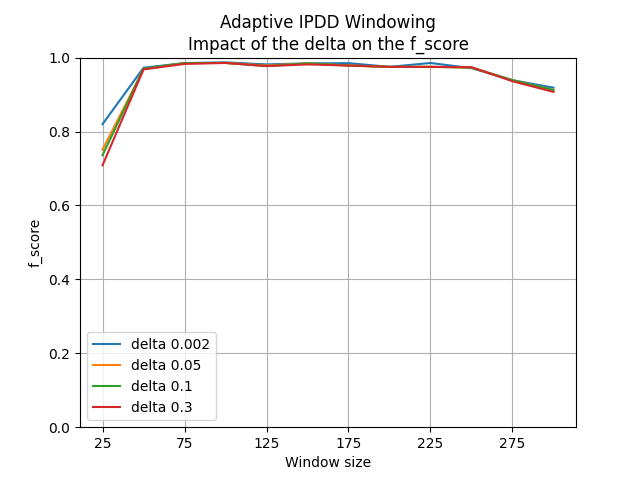 Adaptive IPDD Windowing
Impact of the delta on the f_score
1.0
0.8
0.6
0.4
0.2
0.0
f_score
delta 0.002
delta 0.05
delta 0.1
delta 0.3
25 75 125 175 225 275
Window size